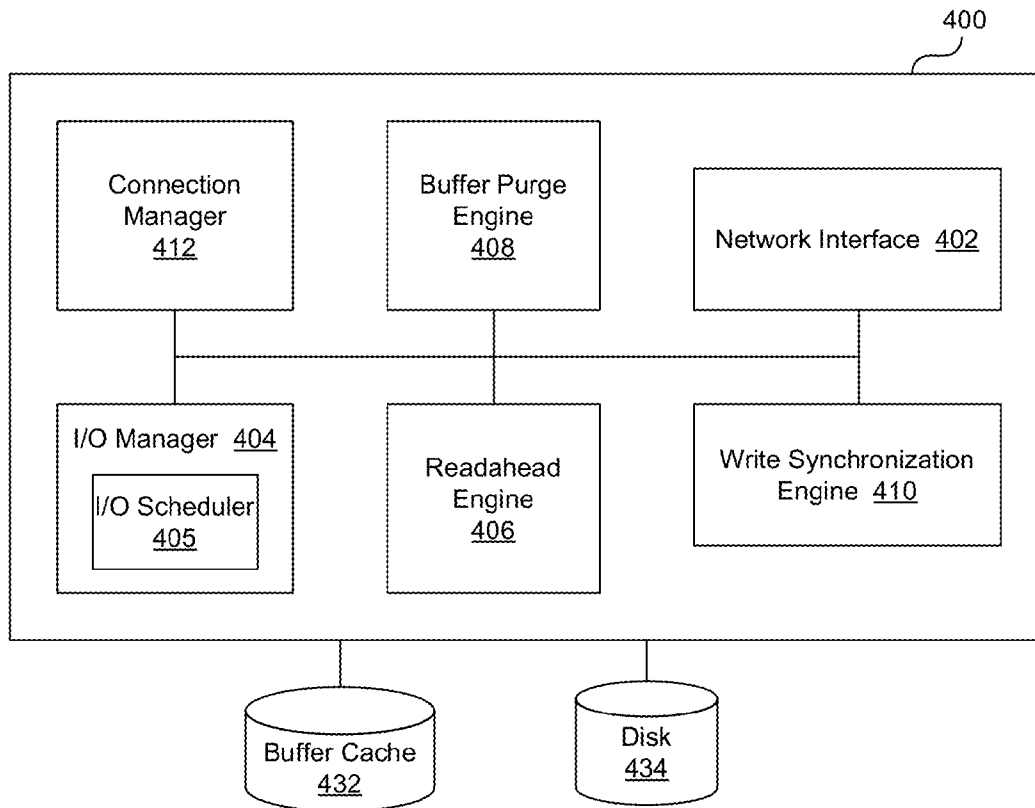 400
Connection
Manager
412
Buffer Purge
Engine
408
Network Interface 402
I/O Manager 404
I/O Scheduler
405
Readahead
Engine
406
Write Synchronization
Engine 410
Buffer Cache
432
Disk
434